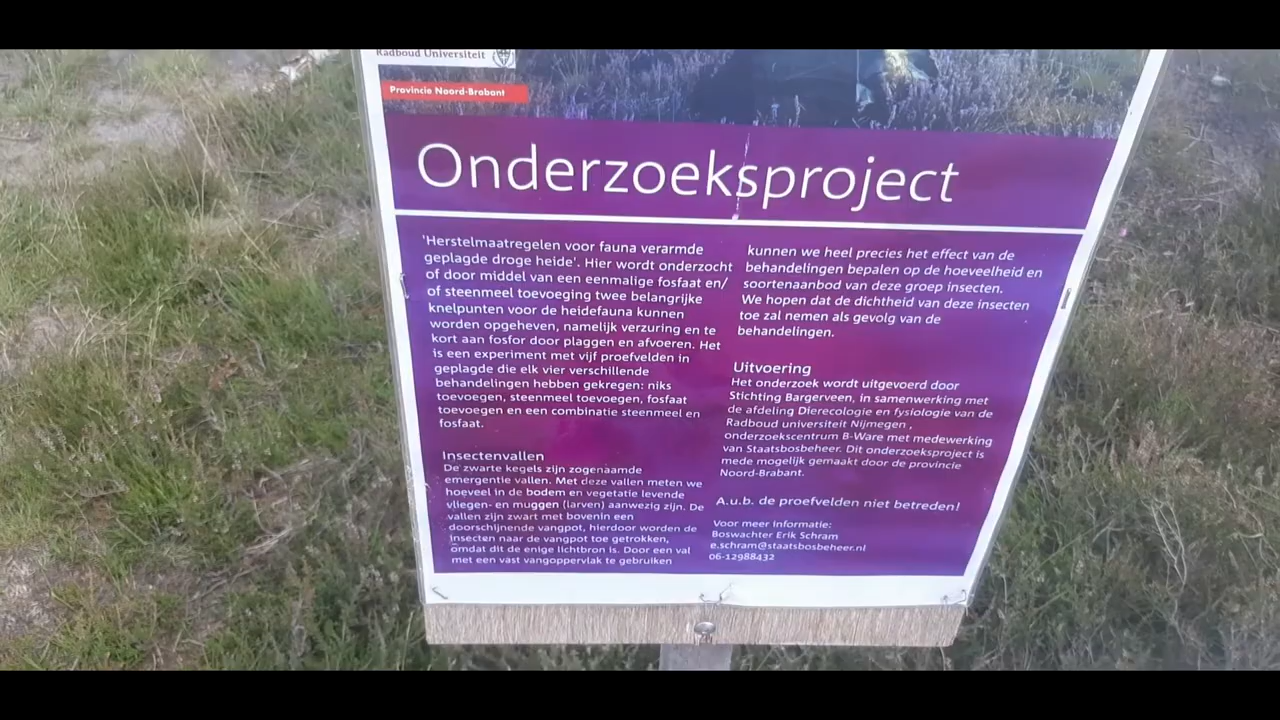 Radboud Universiteit
Provincie Noord-Brabant
Onderzoeksproject
'Herstelmaatregelen voor fauna verarmde
geplagde droge heide'. Hier wordt onderzocht
of door middel van een eenmalige fosfaat en/
of steenmeel toevoeging twee belangrijke
knelpunten voor de heidefauna kunnen
worden opgeheven, namelijk verzuring en te
kort aan fosfor door plaggen en afvoeren. Het
is een experiment met vijf proefvelden in
geplagde die elk vier verschillende
behandelingen hebben gekregen: niks
toevoegen, steenmeel toevoegen, fosfaat
toevoegen en een combinatie steenmeel en
fosfaat.
Insectenvallen
De zwarte kegels zijn zogenaamde
emergentie vallen. Met deze vallen meten we
hoeveel in de bodem en vegetatie levende
vliegen- en muggen (larven) aanwezig zijn. De
vallen zijn zwart met bovenin een
doorschijnende vangpot, hierdoor worden de
insecten naar de vangpot toe getrokken,
omdat dit de enige lichtbron is. Door een val
met een vast vangoppervlak te gebruiken
kunnen we heel precies het effect van de
behandelingen bepalen op de hoeveelheid en
soortenaanbod van deze groep insecten.
We hopen dat de dichtheid van deze insecten
toe zal nemen als gevolg van de
behandelingen.
Uitvoering
Het onderzoek wordt uitgevoerd door
Stichting Bargerveen, in samenwerking met
de afdeling Dierecologie en fysiologie van de
Radboud universiteit Nijmegen ,
onderzoekscentrum B-Ware met medewerking
van Staatsbosbeheer. Dit onderzoeksproject is
mede mogelijk gemaakt door de provincie
Noord-Brabant.
A.u.b. de proefvelden niet betreden!
Voor meer informatie:
Boswachter Erik Schram
e.schram@staatsbosbeheer.nl
06-12988432